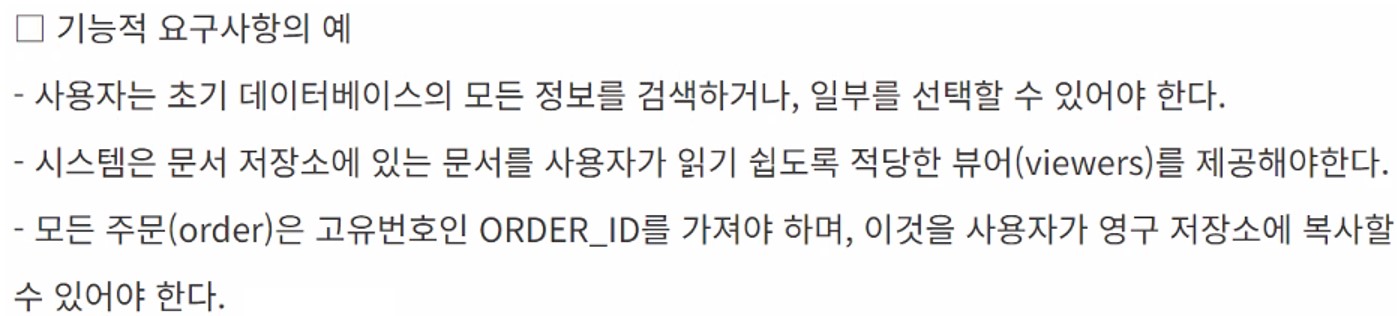 □ 기능적 요구사항의 예
- 사용자는 초기 데이터베이스의 모든 정보를 검색하거나, 일부를 선택할 수 있어야 한다.
- 시스템은 문서 저장소에 있는 문서를 사용자가 읽기 쉽도록 적당한 뷰어(viewers)를 제공해야한다.
- 모든 주문(order)은 고유번호인 ORDER_ID를 가져야 하며, 이것을 사용자가 영구 저장소에 복사할
수 있어야 한다.